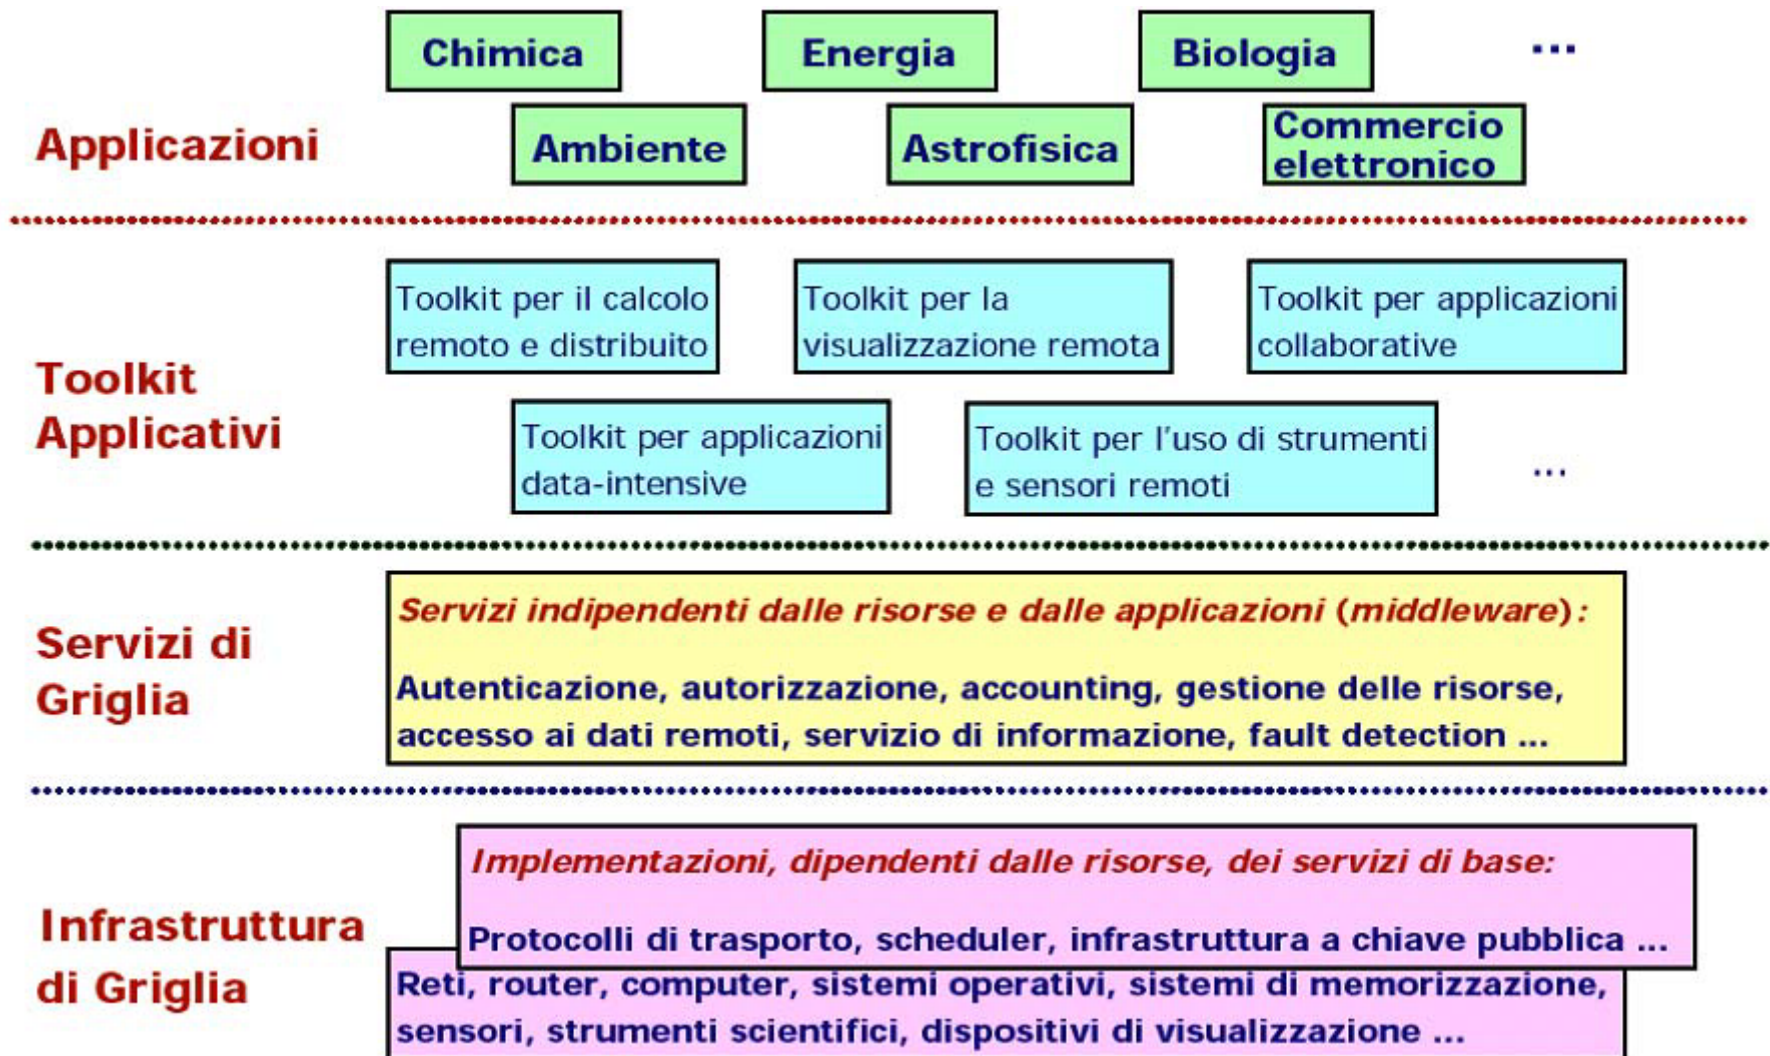 Chimica
Energia
Biologia
...
Applicazioni
Ambiente
Astrofisica
Commercio
elettronico
Toolkit per il calcolo
remoto e distribuito
Toolkit per la
visualizzazione remota
Toolkit per applicazioni
collaborative
Toolkit
Applicativi
Toolkit per applicazioni
data-intensive
Toolkit per l'uso di strumenti
e sensori remoti
...
Servizi di
Griglia
Servizi indipendenti dalle risorse e dalle applicazioni (middleware):
Autenticazione, autorizzazione, accounting, gestione delle risorse,
accesso ai dati remoti, servizio di informazione, fault detection ...
Infrastruttura
di Griglia
Implementazioni, dipendenti dalle risorse, dei servizi di base:
Protocolli di trasporto, scheduler, infrastruttura a chiave pubblica ...
Reti, router, computer, sistemi operativi, sistemi di memorizzazione,
sensori, strumenti scientifici, dispositivi di visualizzazione ...